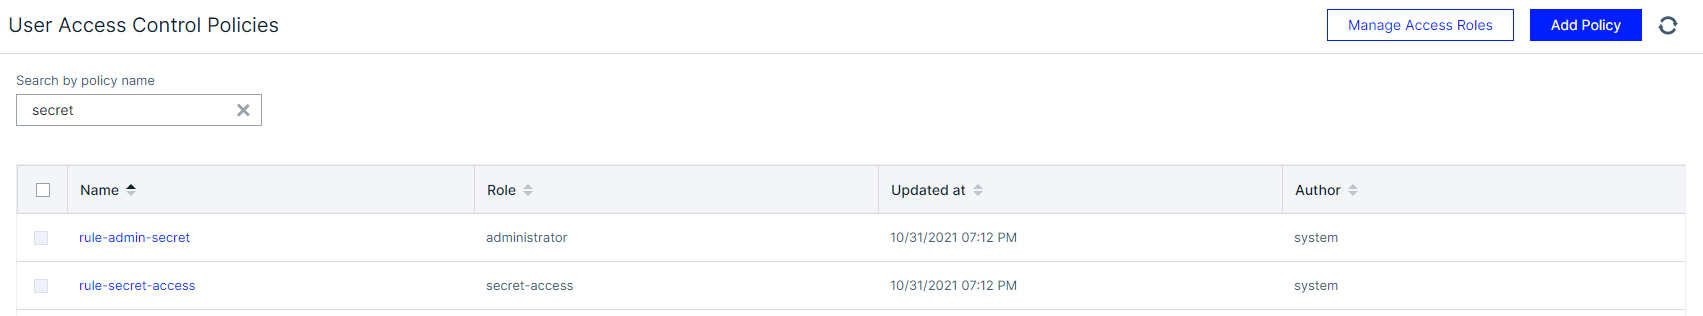 User Access Control Policies
Manage Access Roles
Add Policy
Search by policy name
secret
Name Role Updated at Author
rule-admin-secret administrator 10/31/2021 07:12 PM system
rule-secret-access secret-access 10/31/2021 07:12 PM system